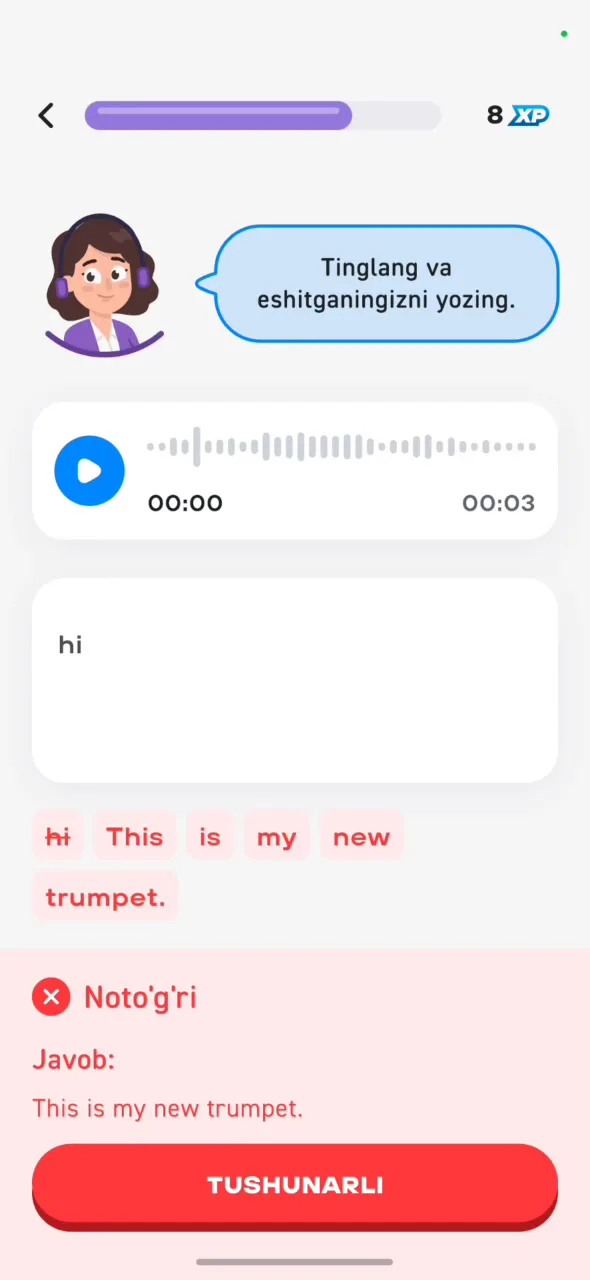 8 XP
Tinglang va
eshitganingizni yozing.
00:00 00:03
hi
hi This is my new
trumpet.
Noto'g'ri
Javob:
This is my new trumpet.
TUSHUNARLI